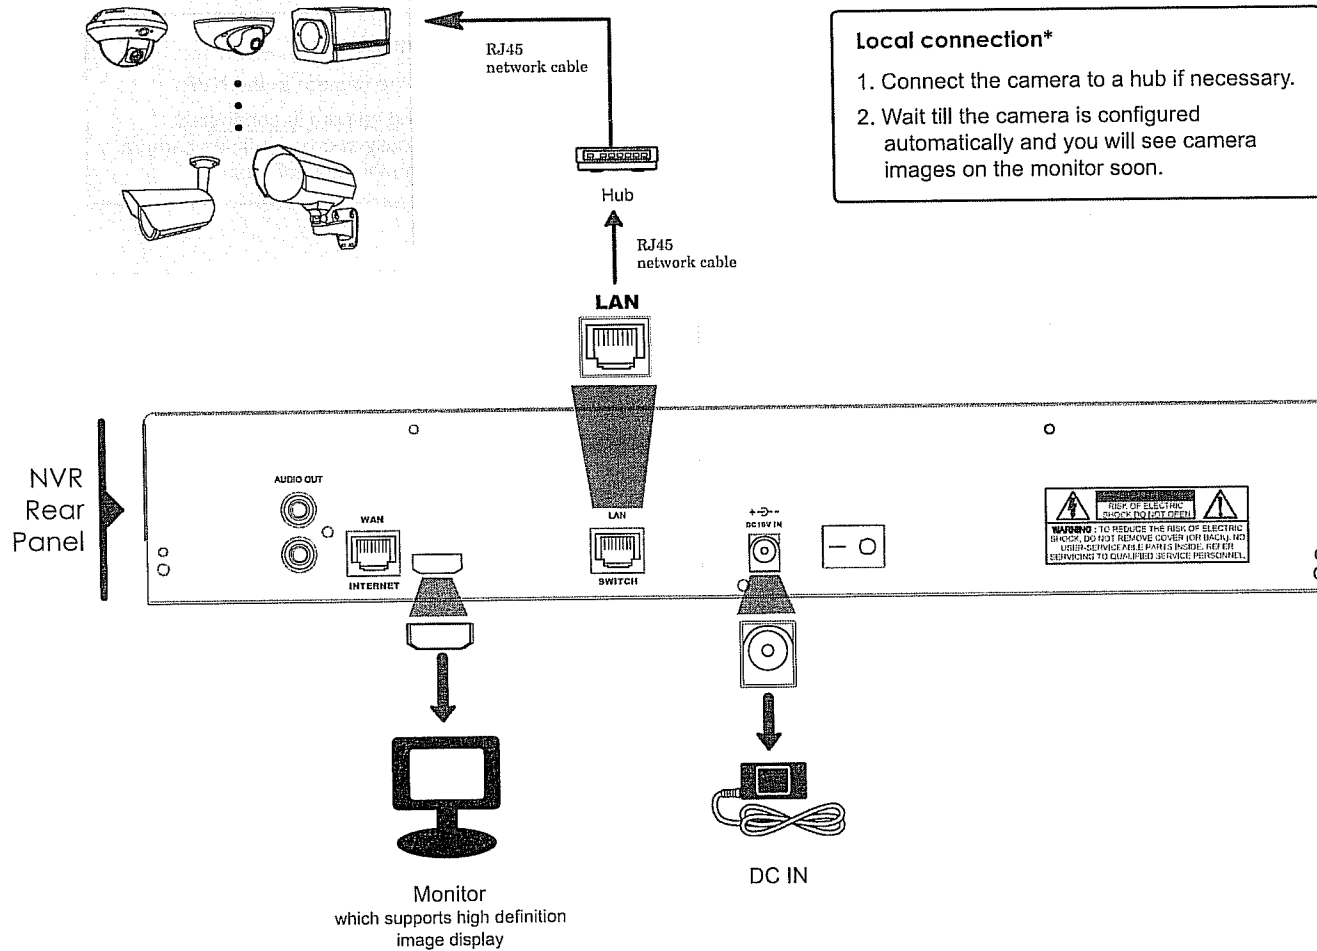 RJ45
network cable
Local connection*
1. Connect the camera to a hub if necessary.
2. Wait till the camera is configured
automatically and you will see camera
images on the monitor soon.
Hub
RJ45
network cable
LAN
NVR
Rear
Panel
AUDIO OUT
WAN
INTERNET
LAN
SWITCH
DC19V IN
RISK OF ELECTRIC
SHOCK DO NOT OPEN
WARNING : TO REDUCE THE RISK OF ELECTRIC
SHOCK, DO NOT REMOVE COVER (OR BACK). NO
USER-SERVICEABLE PARTS INSIDE. REFER
SERVICING TO QUALIFIED SERVICE PERSONNEL.
Monitor
which supports high definition
image display
DC IN